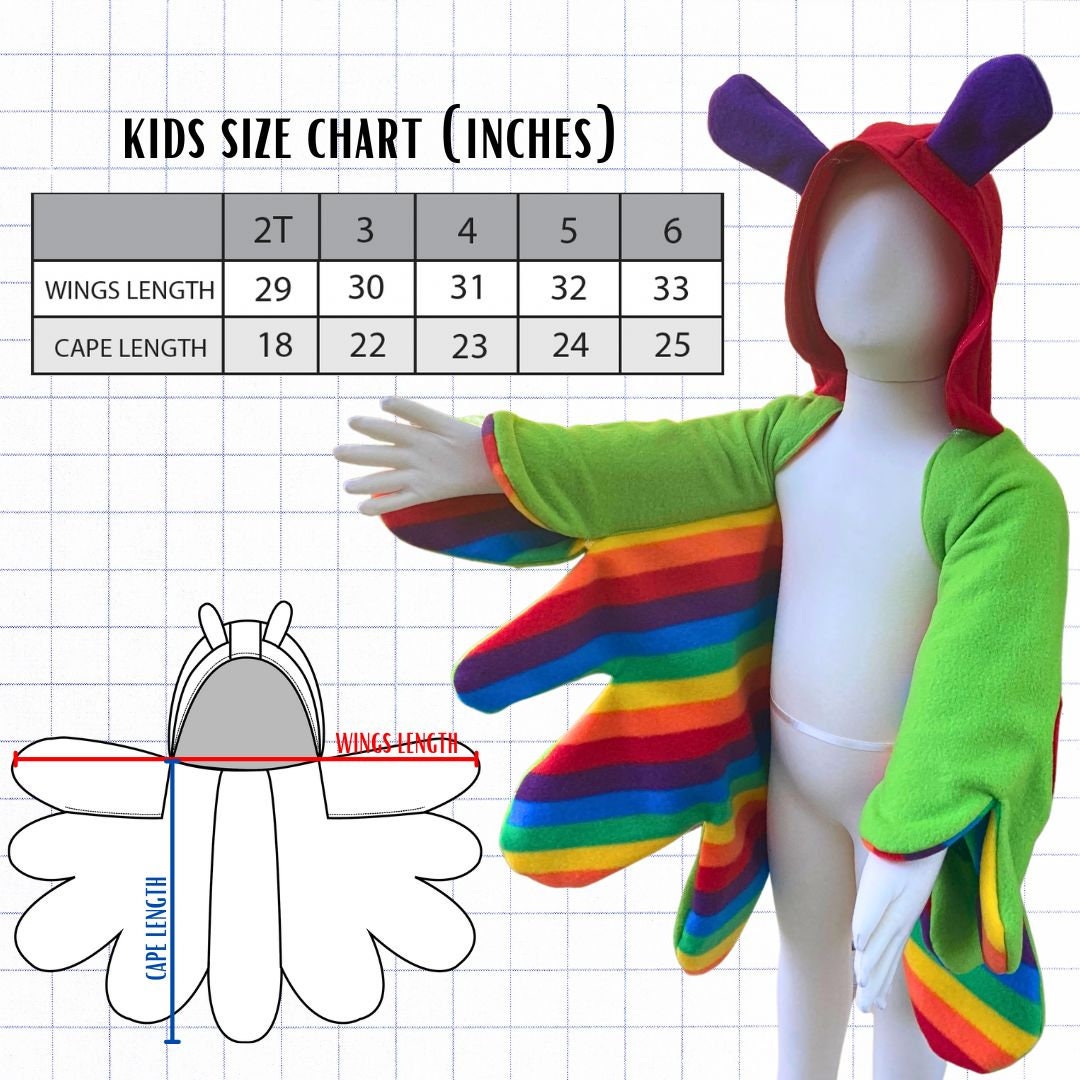 KIDS SIZE CHART (INCHES)
2T 3 4 5 6
WINGS LENGTH 29 30 31 32 33
CAPE LENGTH 18 22 23 24 25
WINGS LENGTH
CAPE LENGTH